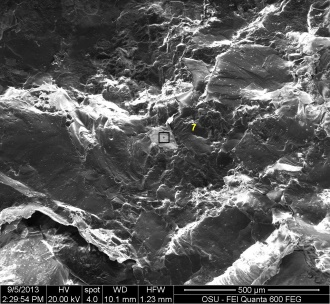 7
9/5/2013 HV spot WD HFW 500 µm
2:29:54 PM 20.00 kV 4.0 10.1 mm 1.23 mm OSU - FEI Quanta 600 FEG